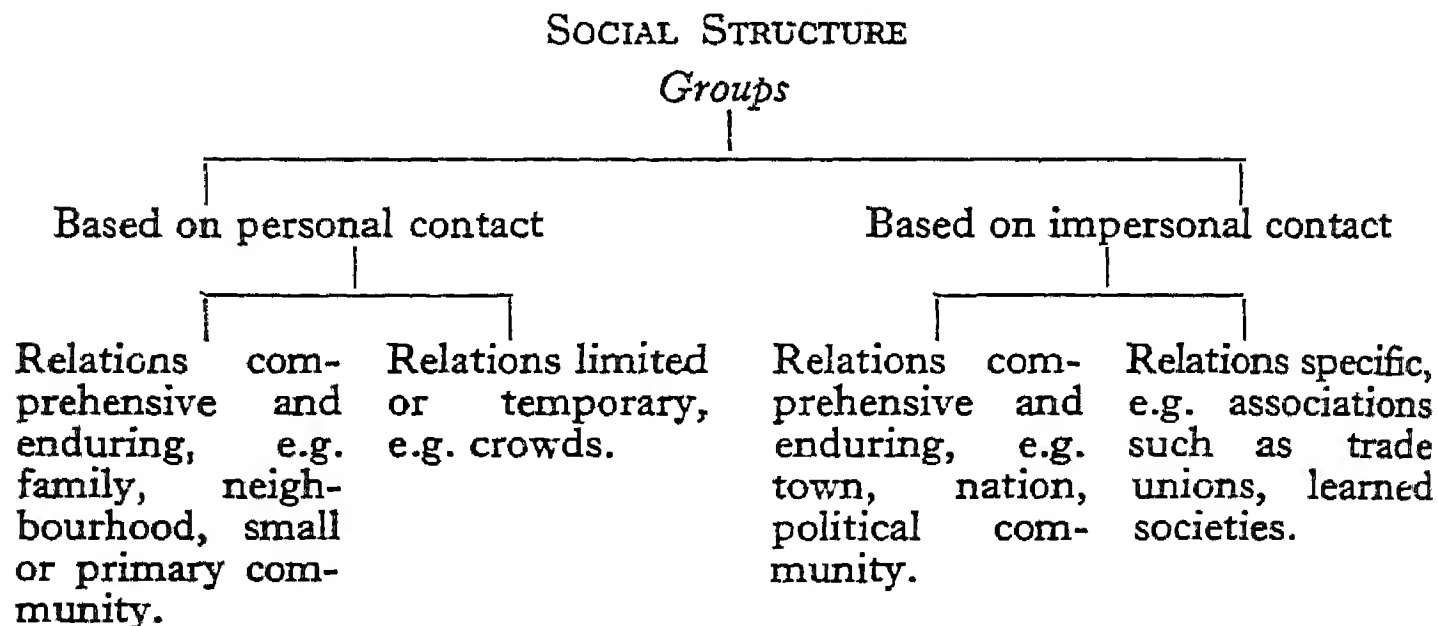 SOCIAL STRUCTURE
Groups
Based on personal contact
Based on impersonal contact
Relations com-
prehensive and
enduring, e.g.
family, neigh-
bourhood, small
or primary com-
munity.
Relations limited
or temporary,
e.g. crowds.
Relations com-
prehensive and
enduring, e.g.
town, nation,
political com-
munity.
Relations specific,
e.g. associations
such as trade
unions, learned
societies.